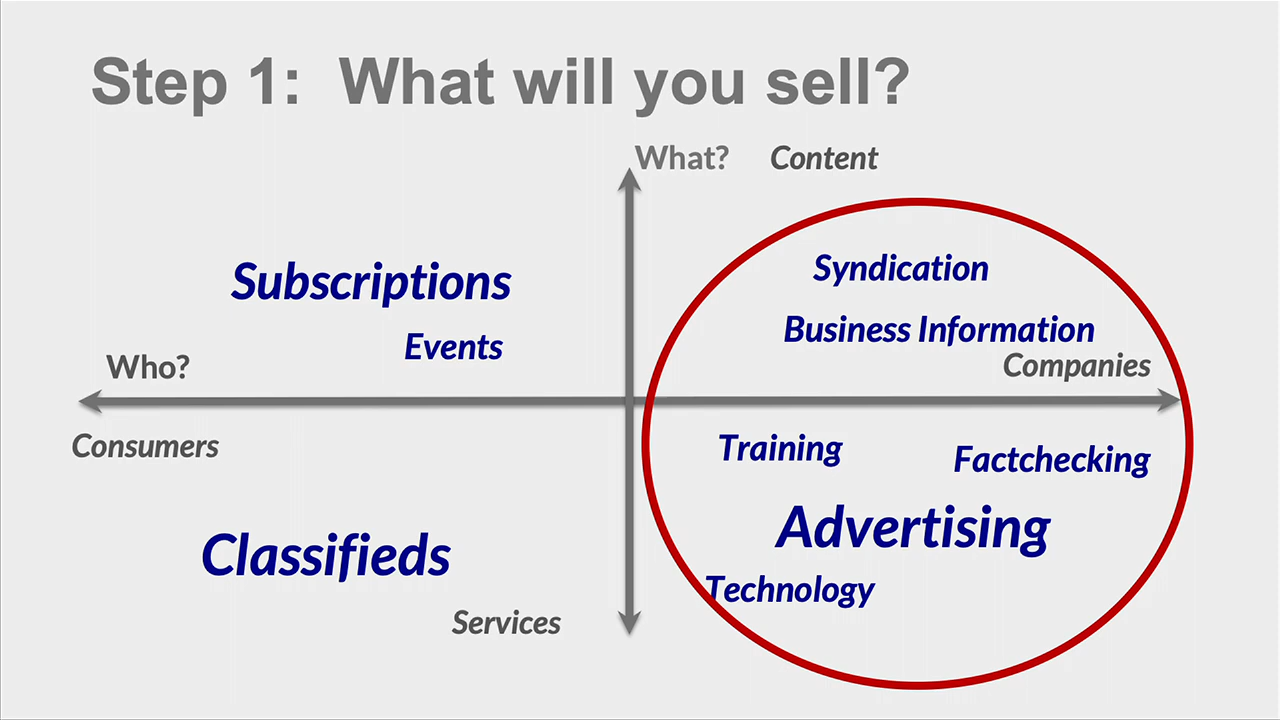 Step 1: What will you sell?
What? Content
Syndication
Subscriptions
Business Information
Events
Who?
Companies
Consumers
Training
Factchecking
Advertising
Classifieds
Technology
Services